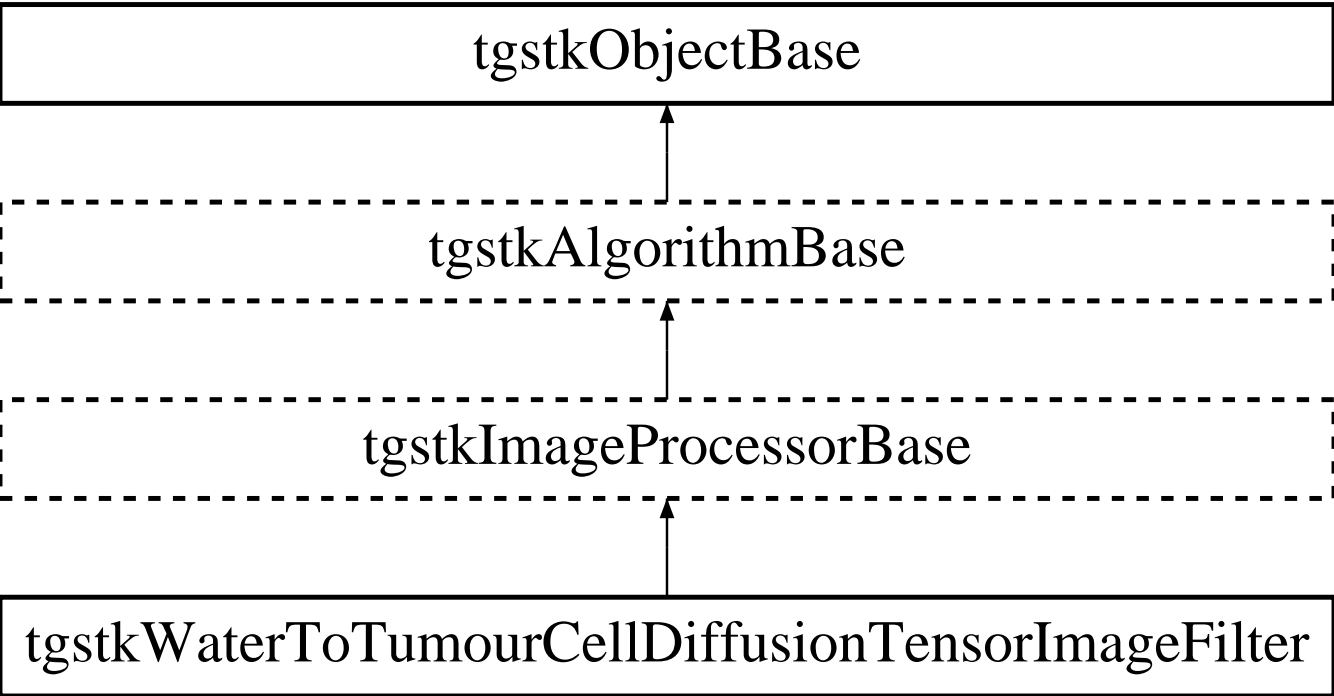 tgstkObjectBase
tgstkAlgorithmBase
tgstkImageProcessorBase
tgstkWaterToTumourCellDiffusionTensorImageFilter